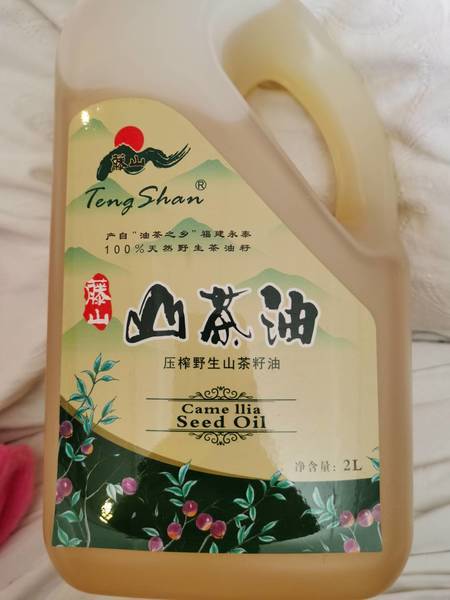 藤山
TengShan®
产自"油茶之乡"福建永泰
100%天然野生茶油籽
藤山
山茶油
压榨野生山茶籽油
Came llia
Seed Oil
净含量：2L